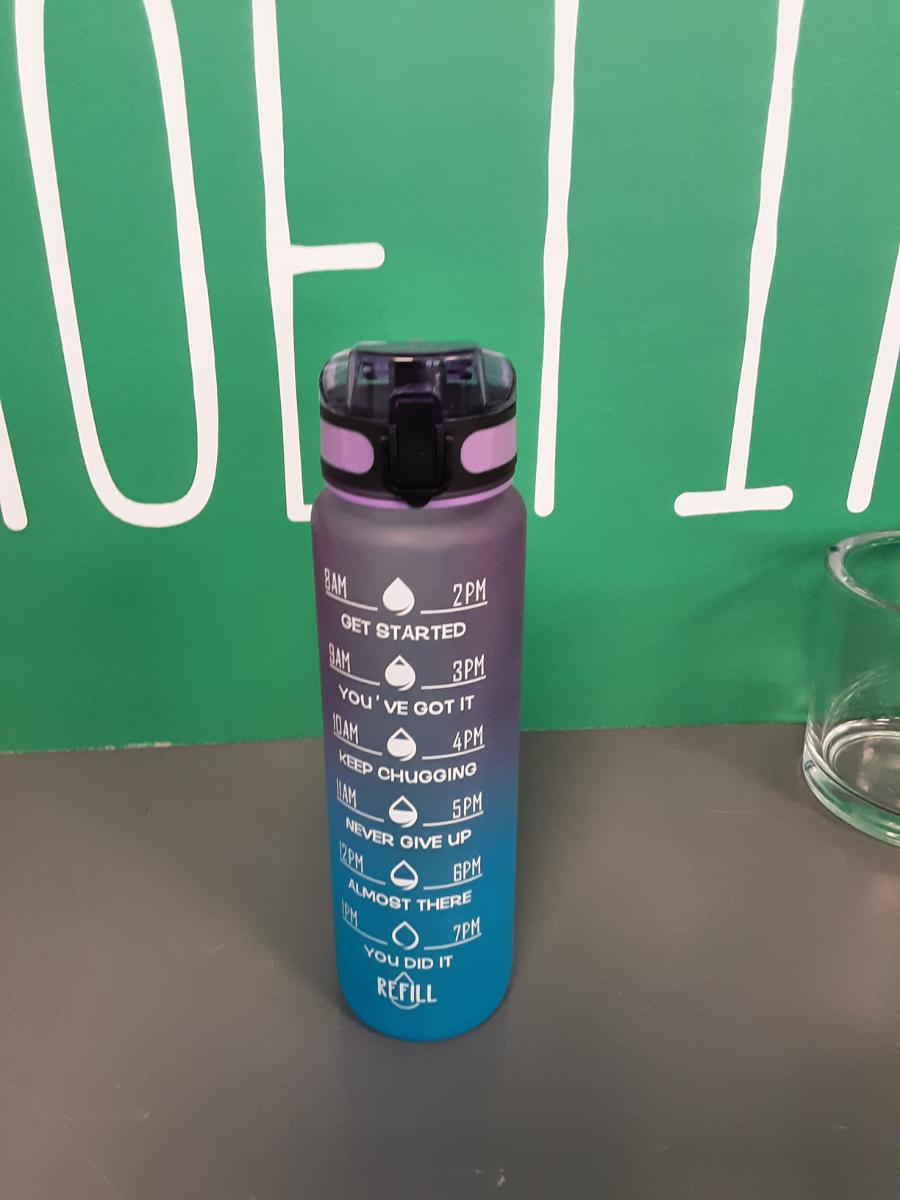 8AM 2PM
GET STARTED
9AM 3PM
YOU'VE GOT IT
10AM 4PM
KEEP CHUGGING
11AM 5PM
NEVER GIVE UP
12PM 6PM
ALMOST THERE
1PM 7PM
YOU DID IT
REFILL